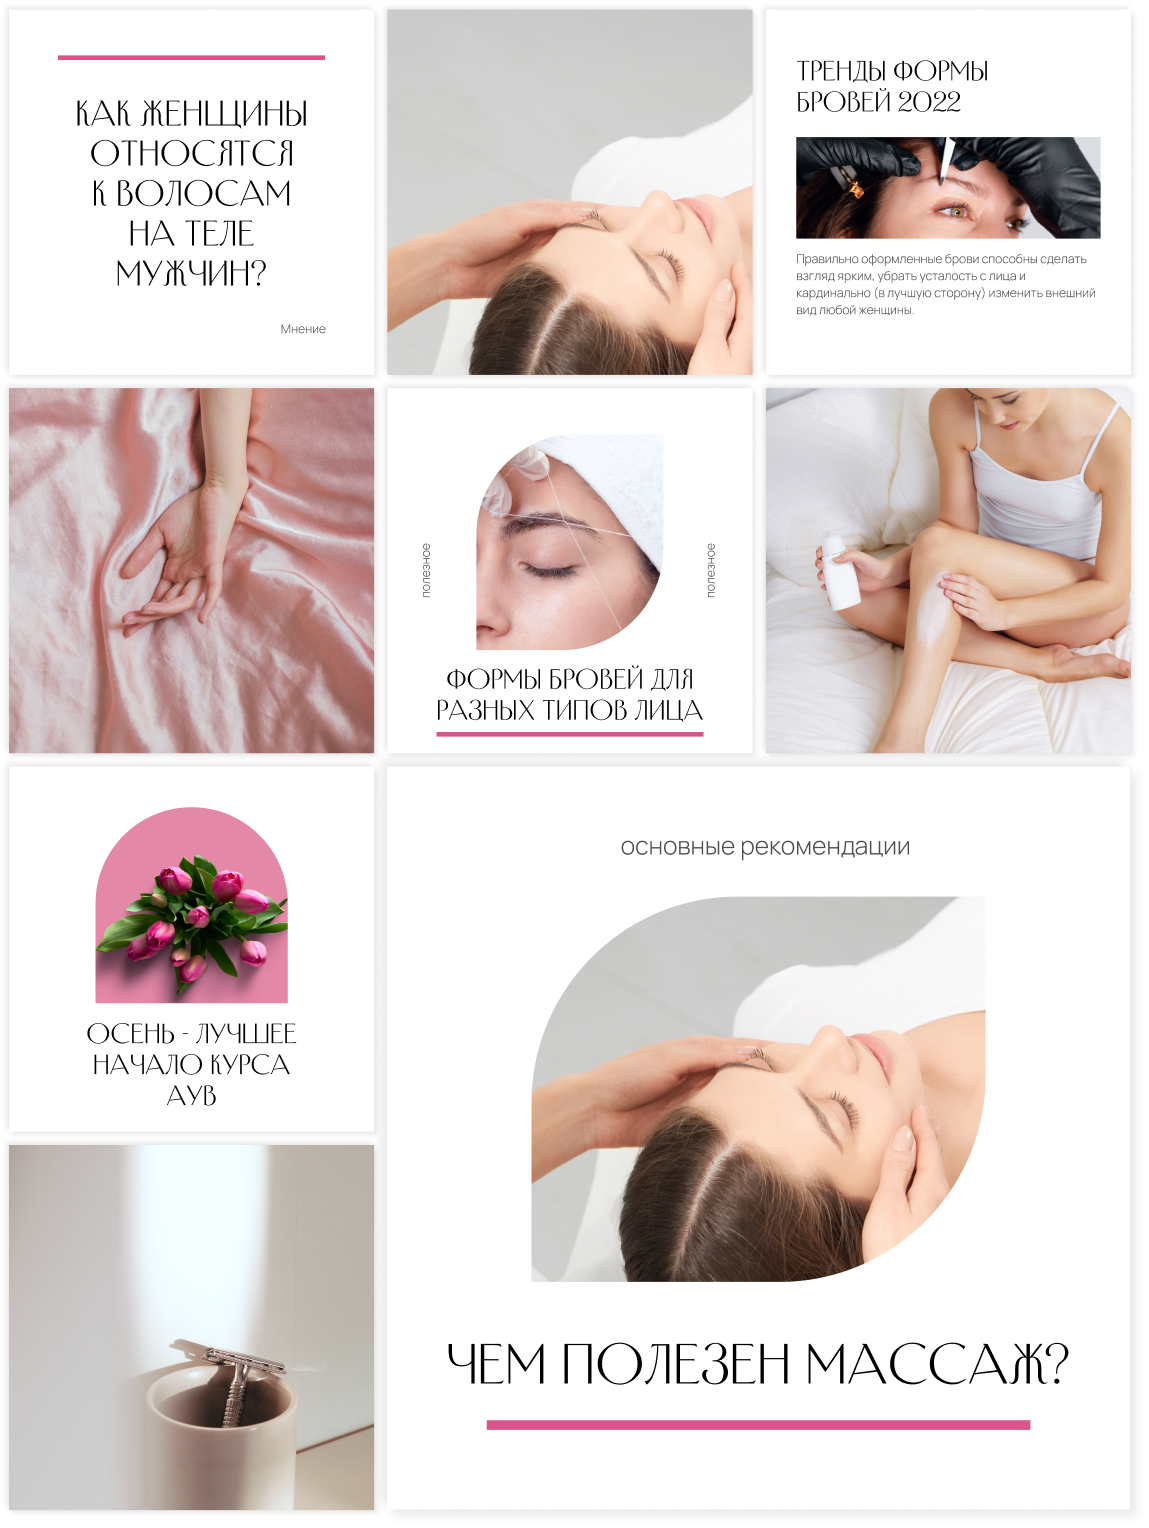 КАК ЖЕНЩИНЫ
ОТНОСЯТСЯ
К ВОЛОСАМ
НА ТЕЛЕ
МУЖЧИН?
Мнение
ТРЕНДЫ ФОРМЫ
БРОВЕЙ 2022
Правильно оформленные брови способны сделать
взгляд ярким, убрать усталость с лица и
кардинально (в лучшую сторону) изменить внешний
вид любой женщины.
полезное
полезное
ФОРМЫ БРОВЕЙ ДЛЯ
РАЗНЫХ ТИПОВ ЛИЦА
ОСЕНЬ - ЛУЧШЕЕ
НАЧАЛО КУРСА
АУВ
основные рекомендации
ЧЕМ ПОЛЕЗЕН МАССАЖ?